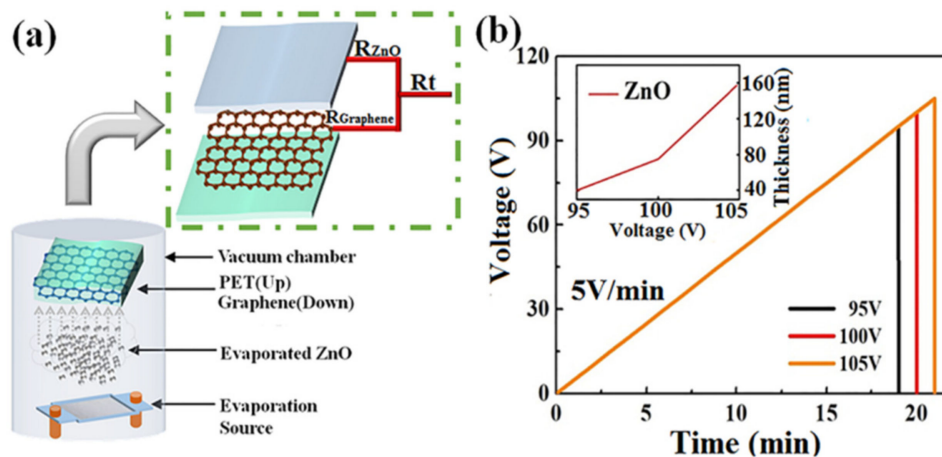 (a)
RZnO
Rt
RGraphene
Vacuum chamber
PET(Up)
Graphene(Down)
Evaporated ZnO
Evaporation
Source
(b)
120
90
60
30
0
Voltage (V)
ZnO
160
120
80
40
Thickness (nm)
95
100
105
Voltage (V)
5V/min
95V
100V
105V
0
5
10
15
20
Time (min)